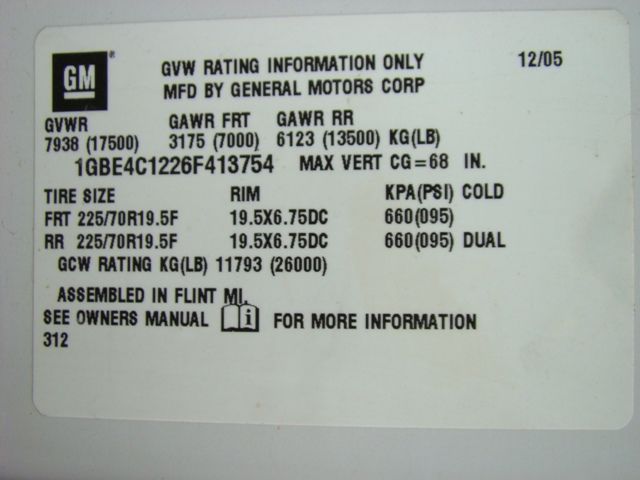 GM®
GVW RATING INFORMATION ONLY 12/05
MFD BY GENERAL MOTORS CORP
GVWR GAWR FRT GAWR RR
7938 (17500) 3175 (7000) 6123 (13500) KG(LB)
1GBE4C1226F413754 MAX VERT CG=68 IN.
TIRE SIZE RIM KPA(PSI) COLD
FRT 225/70R19.5F 19.5X6.75DC 660(095)
RR 225/70R19.5F 19.5X6.75DC 660(095) DUAL
GCW RATING KG(LB) 11793 (26000)
ASSEMBLED IN FLINT MI.
SEE OWNERS MANUAL i FOR MORE INFORMATION
312